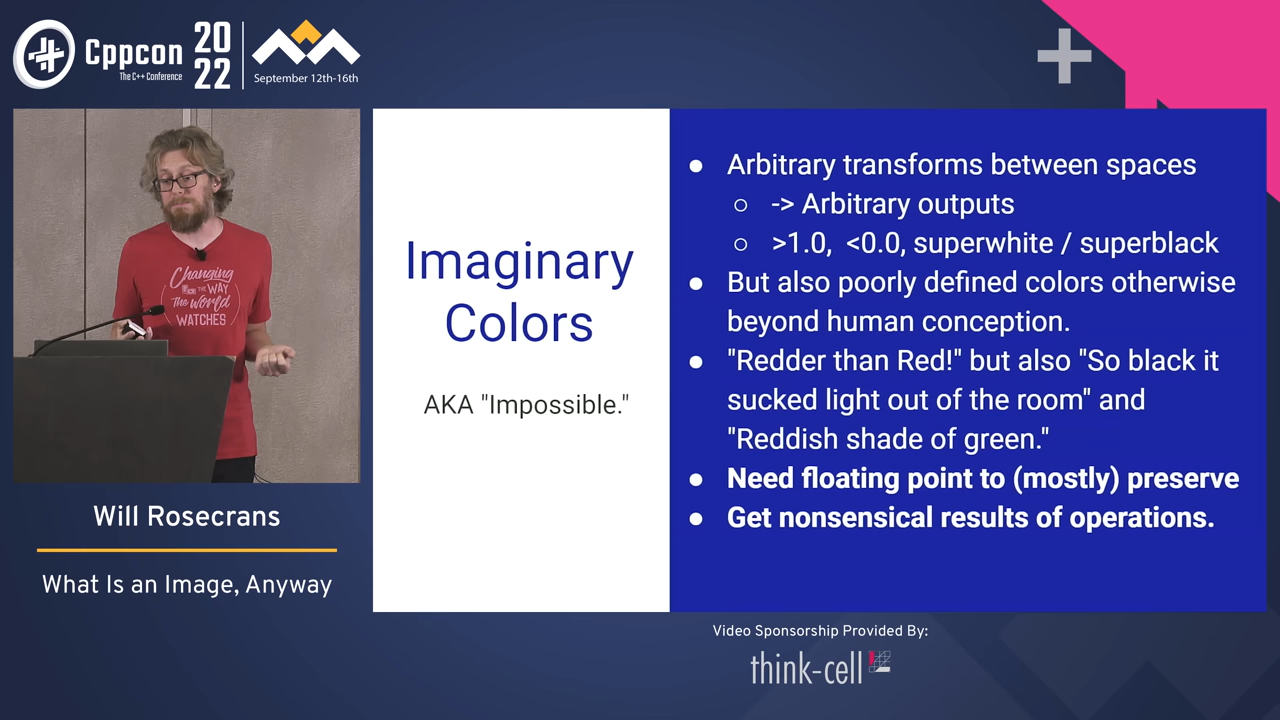 Cppcon
The C++ Conference
20
22
September 12th-16th
Changing
THE WAY
The World
WATCHES
Will Rosecrans
What Is an Image, Anyway
Imaginary
Colors
AKA "Impossible."
● Arbitrary transforms between spaces
○ -> Arbitrary outputs
○ >1.0, <0.0, superwhite / superblack
● But also poorly defined colors otherwise
beyond human conception.
● "Redder than Red!" but also "So black it
sucked light out of the room" and
"Reddish shade of green."
● Need floating point to (mostly) preserve
● Get nonsensical results of operations.
Video Sponsorship Provided By:
think-cell